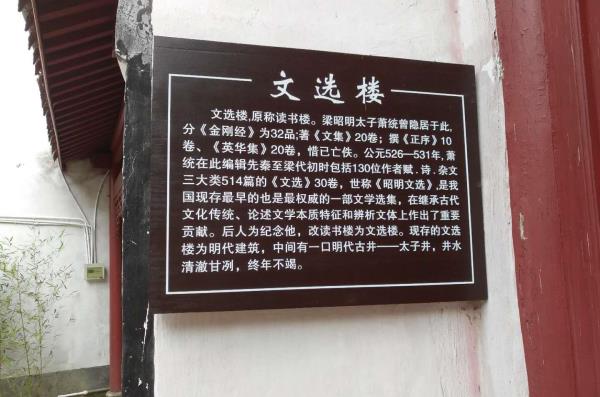 文选楼
文选楼,原称读书楼。梁昭明太子萧统曾隐居于此,
分《金刚经》为32品;著《文集》20卷；撰《正序》10
卷、《英华集》20卷，惜已亡佚。公元526—531年,萧
统在此编辑先秦至梁代初时包括130位作者赋.诗.杂文
三大类514篇的《文选》30卷，世称《昭明文选》,是我
国现存最早的也是最权威的一部文学选集，在继承古代
文化传统、论述文学本质特征和辨析文体上作出了重要
贡献。后人为纪念他，改读书楼为文选楼。现存的文选
楼为明代建筑，中间有一口明代古井——太子井，井水
清澈甘冽，终年不竭。